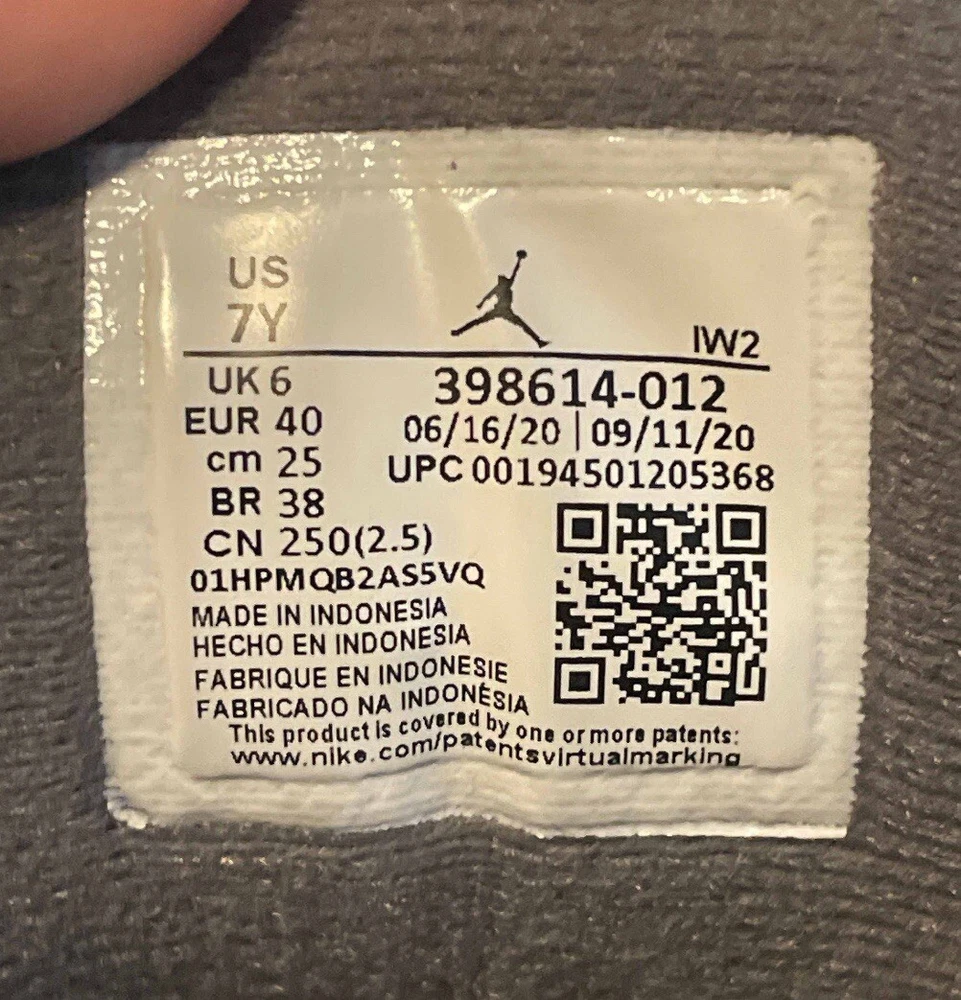 US
7Y
IW2
UK 6
398614-012
EUR 40
06/16/20 | 09/11/20
cm 25
UPC 00194501205368
BR 38
CN 250(2.5)
01HPMQB2AS5VQ
MADE IN INDONESIA
HECHO EN INDONESIA
FABRIQUE EN INDONESIE
FABRICADO NA INDONÉSIA
This product is covered by one or more patents:
www.nike.com/patentsvirtualmarking